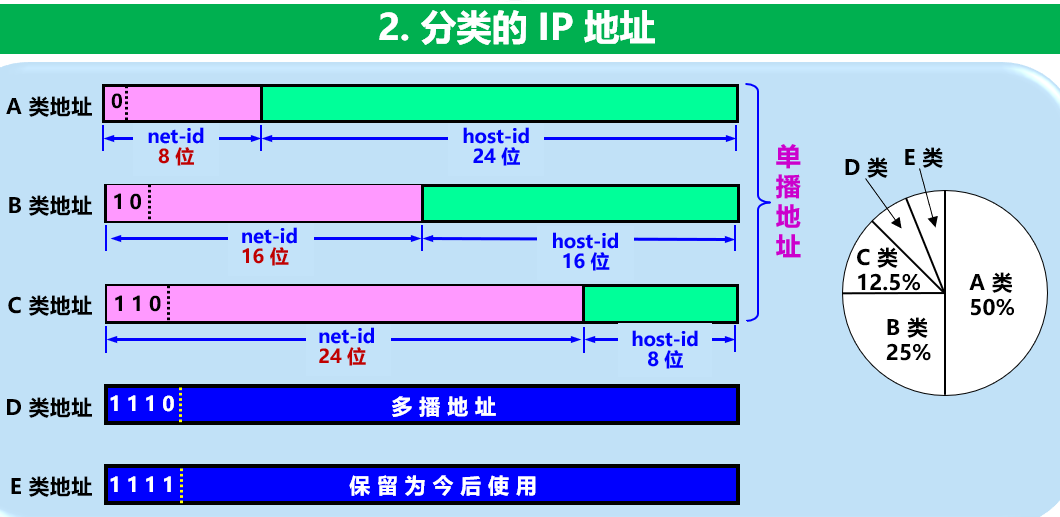 2. 分类的 IP 地址
A 类地址
0
net-id
8 位
host-id
24 位
B 类地址
1 0
net-id
16 位
host-id
16 位
C 类地址
1 1 0
net-id
24 位
host-id
8 位
D 类地址
1 1 1 0
多播地址
E 类地址
1 1 1 1
保留为今后使用
单播地址
D 类
E 类
C 类
12.5%
A 类
50%
B 类
25%